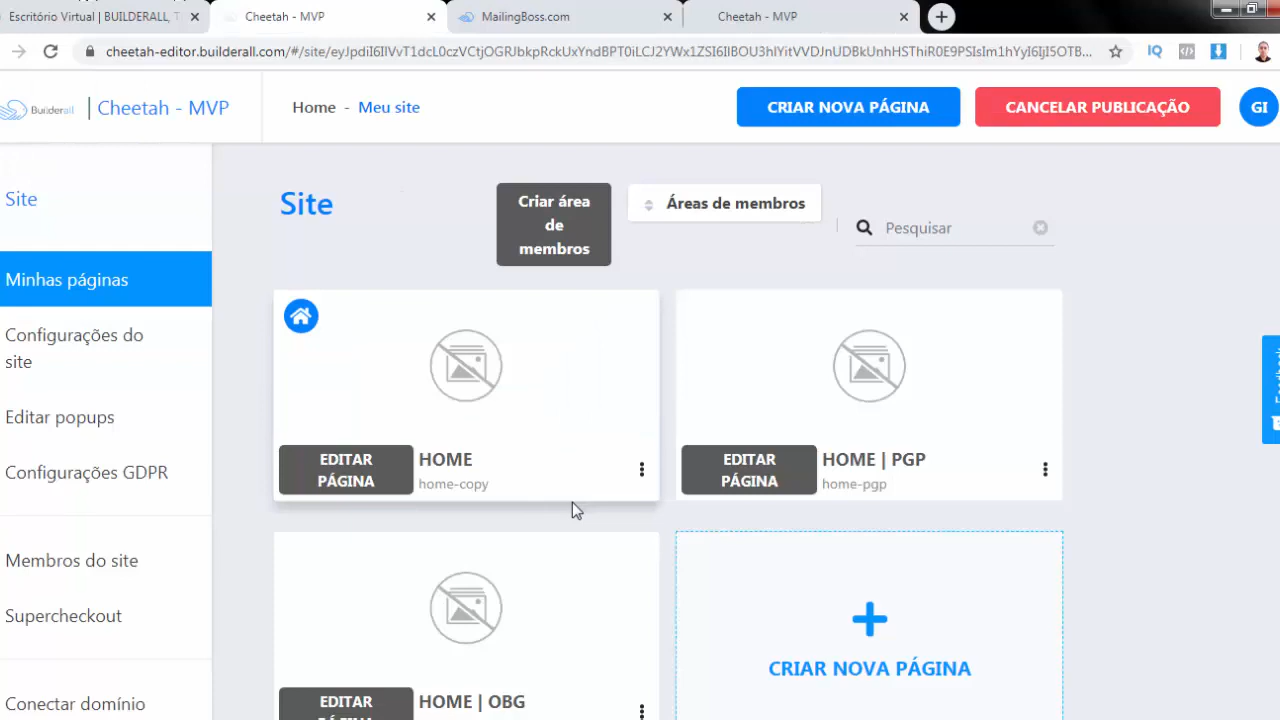 Escritório Virtual | BUILDERALL, T
Cheetah - MVP
MailingBoss.com
Cheetah - MVP
cheetah-editor.builderall.com/#/site/
Builderall
Cheetah - MVP
Home - Meu site
CRIAR NOVA PÁGINA
CANCELAR PUBLICAÇÃO
GI
Site
Minhas páginas
Configurações do
site
Editar popups
Configurações GDPR
Membros do site
Supercheckout
Conectar domínio
Site
Criar área
de
membros
Áreas de membros
Pesquisar
EDITAR
PÁGINA
HOME
home-copy
EDITAR
PÁGINA
HOME | PGP
home-pgp
EDITAR
PÁGINA
HOME | OBG
CRIAR NOVA PÁGINA